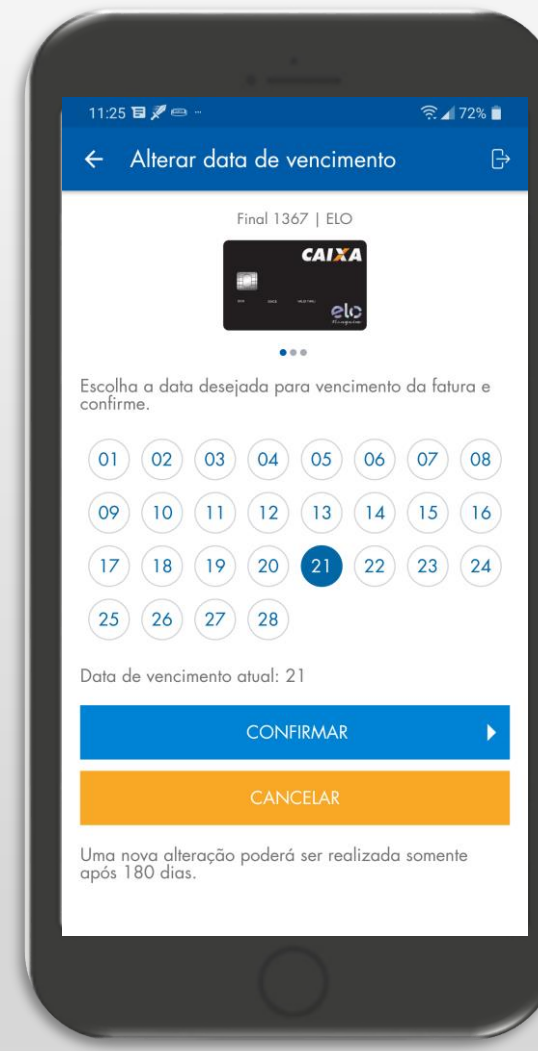 11:25
72%
Alterar data de vencimento
Final 1367 | ELO
CAIXA
elo
Escolha a data desejada para vencimento da fatura e
confirme.
01 02 03 04 05 06 07 08
09 10 11 12 13 14 15 16
17 18 19 20 21 22 23 24
25 26 27 28
Data de vencimento atual: 21
CONFIRMAR
CANCELAR
Uma nova alteração poderá ser realizada somente
após 180 dias.